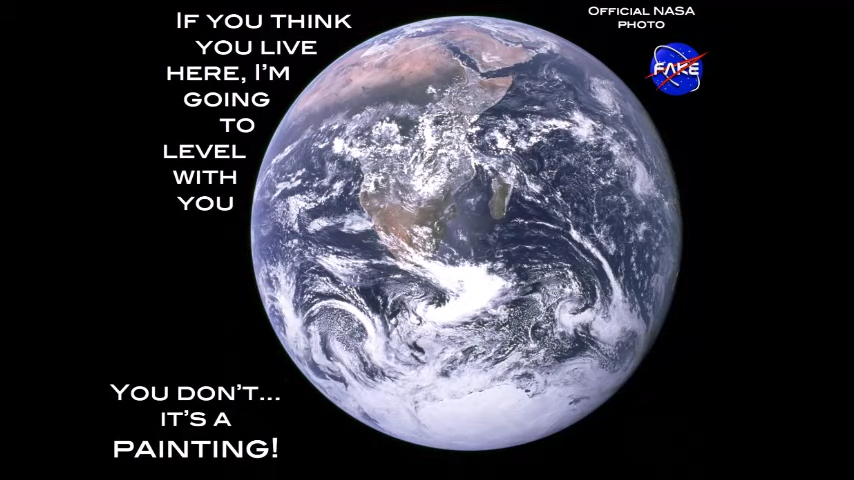 If you think
you live
here, I'm
going
to
level
with
you
Official NASA
photo
FAKE
You don't...
it's a
painting!